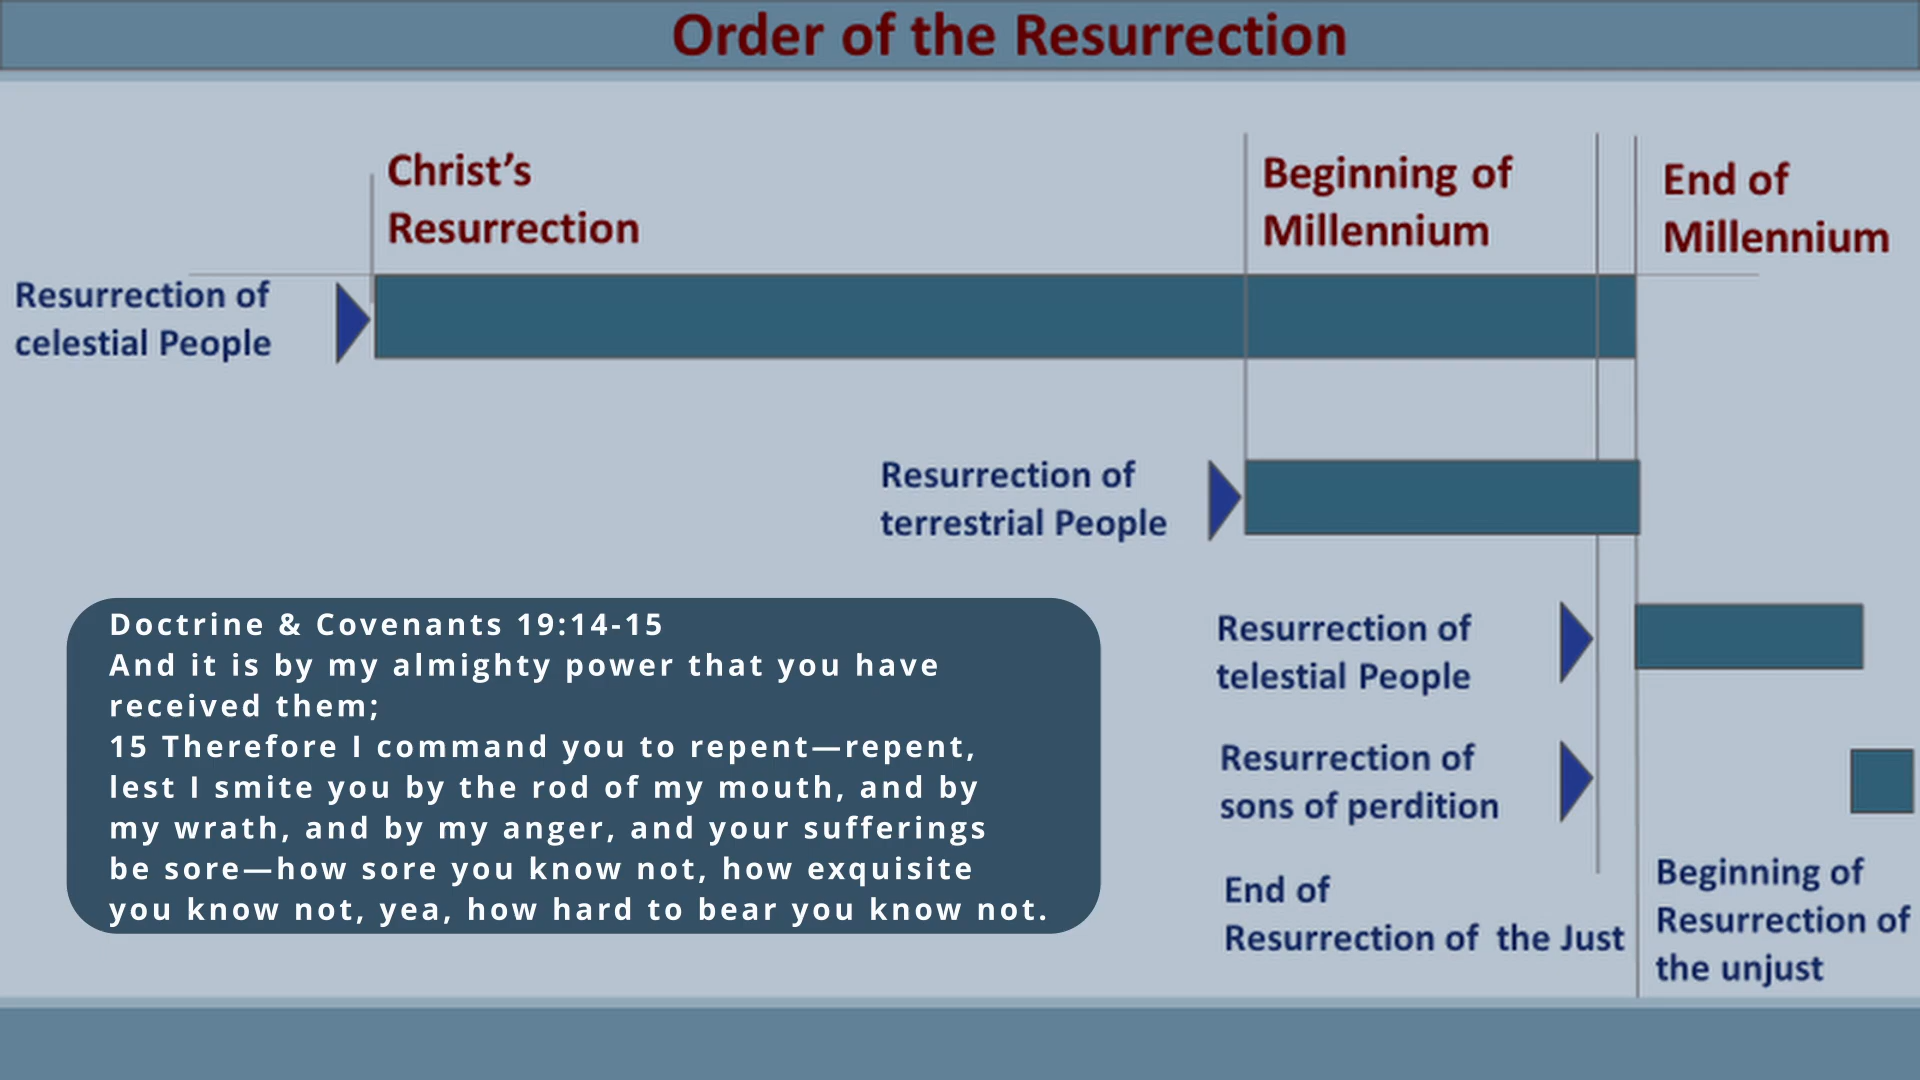 Order of the Resurrection
Christ’s
Resurrection
Beginning of
Millennium
End of
Millennium
Resurrection of
celestial People
Resurrection of
terrestrial People
Doctrine & Covenants 19:14-15
And it is by my almighty power that you have
received them;
15 Therefore I command you to repent—repent,
lest I smite you by the rod of my mouth, and by
my wrath, and by my anger, and your sufferings
be sore—how sore you know not, how exquisite
you know not, yea, how hard to bear you know not.
Resurrection of
telestial People
Resurrection of
sons of perdition
End of
Resurrection of the Just
Beginning of
Resurrection of
the unjust